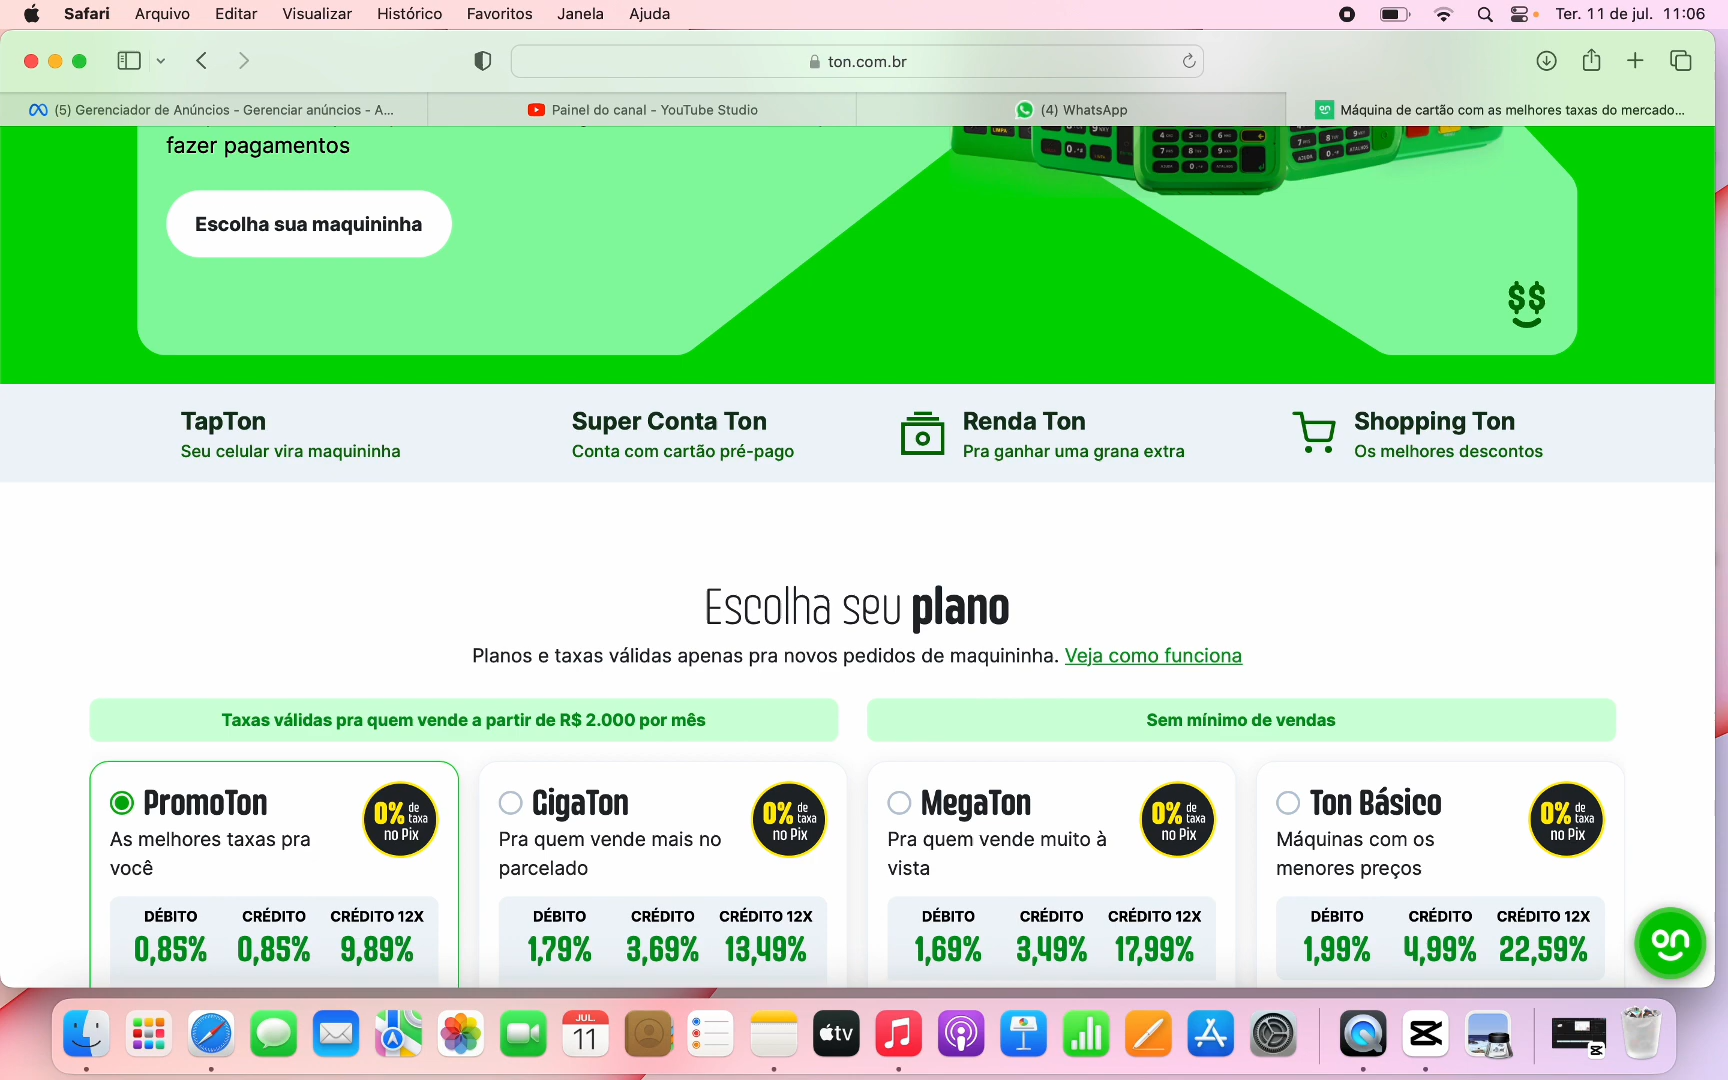 Safari Arquivo Editar Visualizar Histórico Favoritos Janela Ajuda Ter. 11 de jul. 11:06
ton.com.br
(5) Gerenciador de Anúncios - Gerenciar anúncios - A... Painel do canal - YouTube Studio (4) WhatsApp Máquina de cartão com as melhores taxas do mercado...
fazer pagamentos
Escolha sua maquininha
$$
TapTon
Seu celular vira maquininha
Super Conta Ton
Conta com cartão pré-pago
Renda Ton
Pra ganhar uma grana extra
Shopping Ton
Os melhores descontos
Escolha seu plano
Planos e taxas válidas apenas pra novos pedidos de maquininha. Veja como funciona
Taxas válidas pra quem vende a partir de R$ 2.000 por mês
Sem mínimo de vendas
PromoTon
As melhores taxas pra
você
0% de taxa
no Pix
DÉBITO CRÉDITO CRÉDITO 12X
0,85% 0,85% 9,89%
GigaTon
Pra quem vende mais no
parcelado
0% de taxa
no Pix
DÉBITO CRÉDITO CRÉDITO 12X
1,79% 3,69% 13,49%
MegaTon
Pra quem vende muito à
vista
0% de taxa
no Pix
DÉBITO CRÉDITO CRÉDITO 12X
1,69% 3,49% 17,99%
Ton Básico
Máquinas com os
menores preços
0% de taxa
no Pix
DÉBITO CRÉDITO CRÉDITO 12X
1,99% 4,99% 22,59%
on
JUL.
11
tv